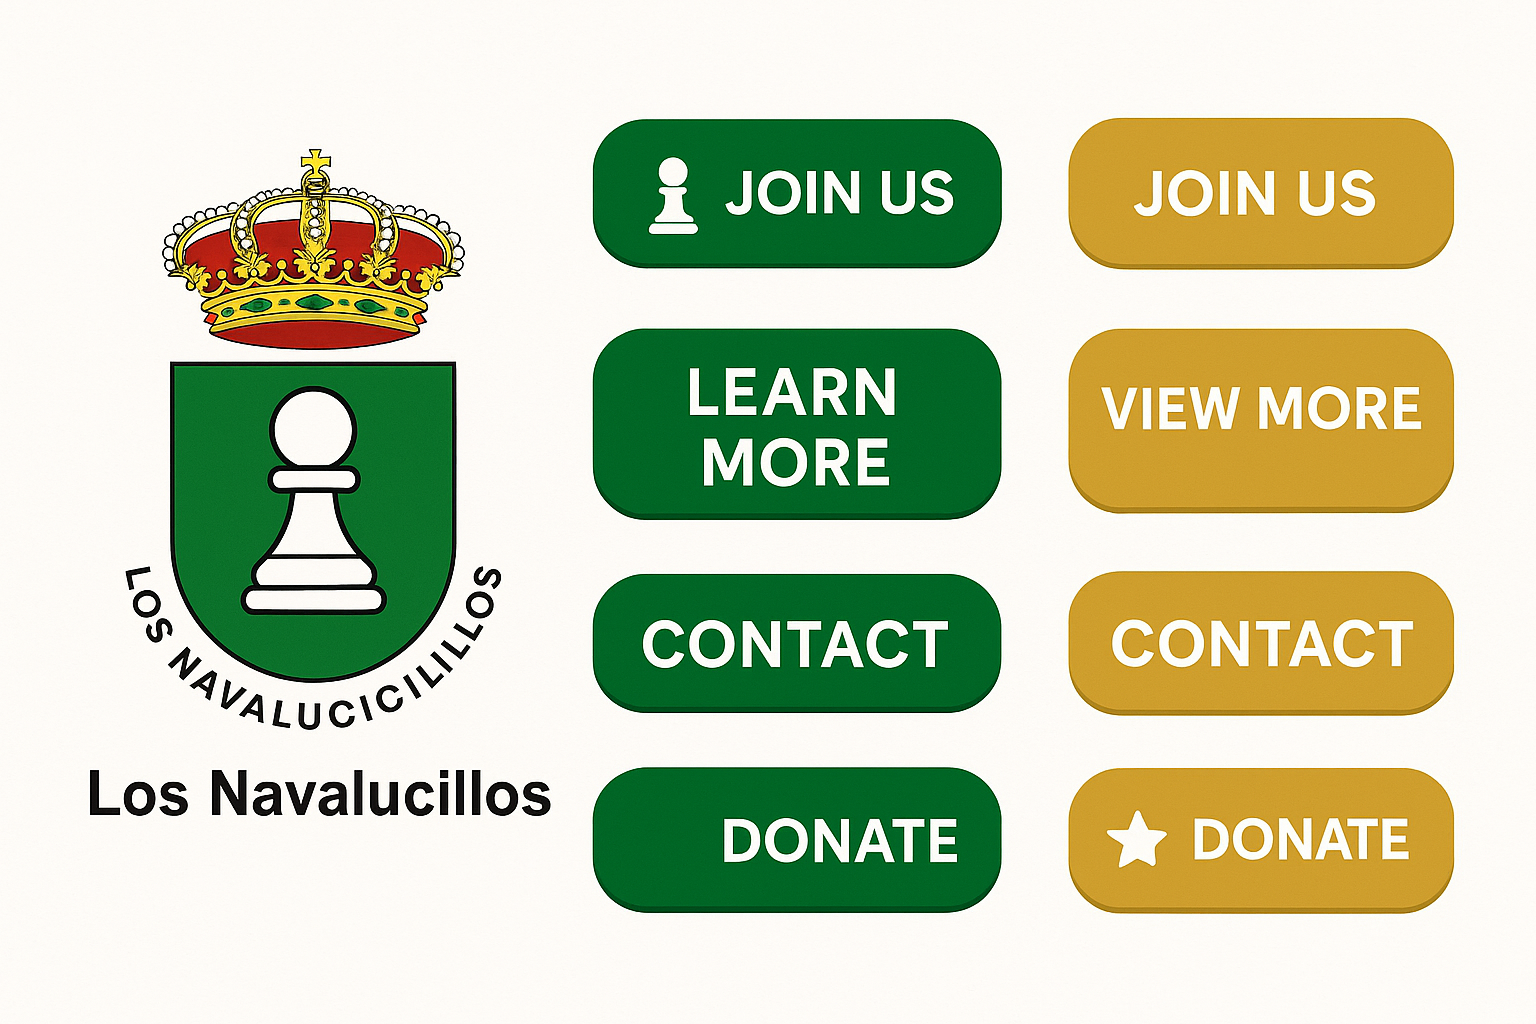 LOS NAVALUCICILILLOS
Los Navalucillos
JOIN US
JOIN US
LEARN
MORE
VIEW MORE
CONTACT
CONTACT
DONATE
DONATE